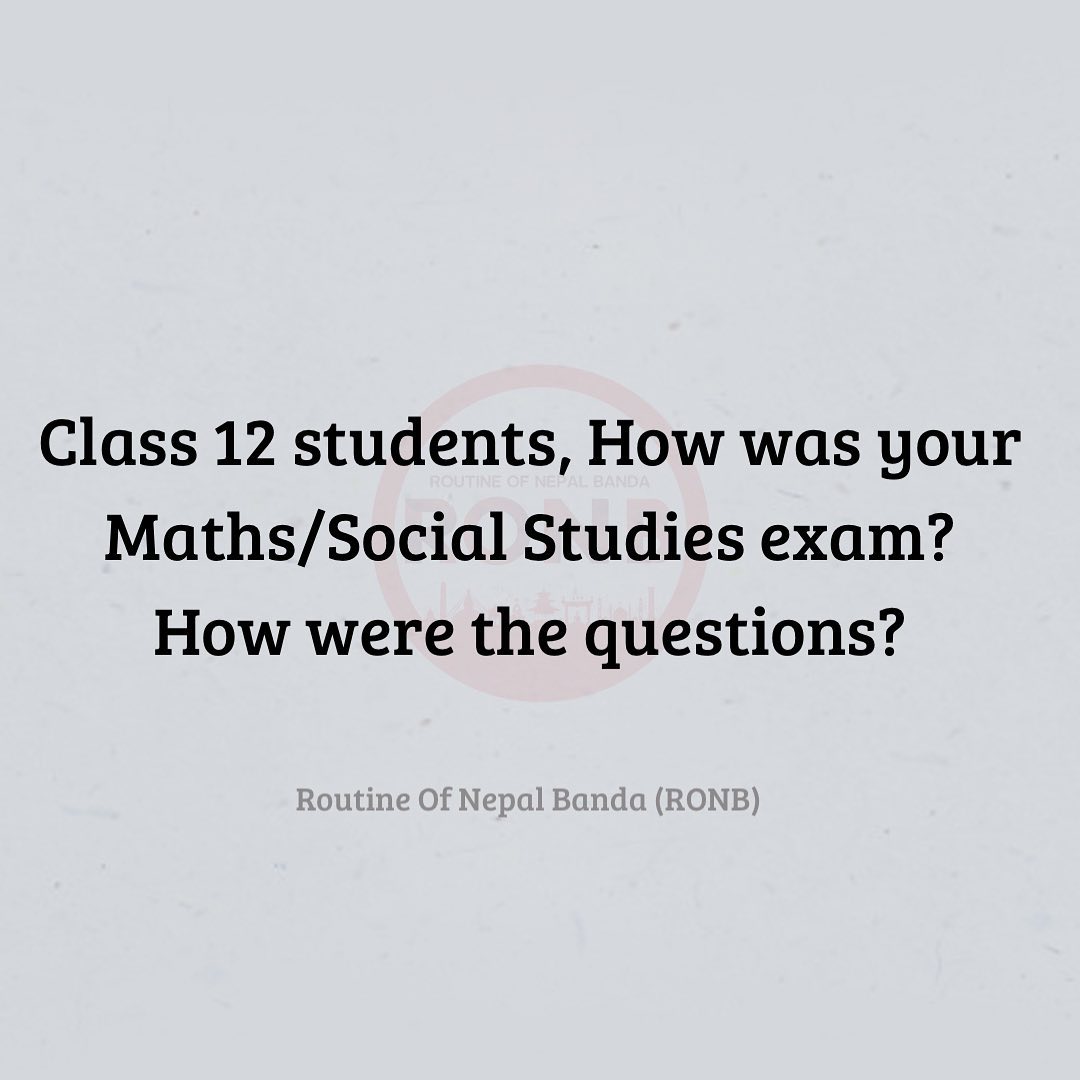 Class 12 students, How was your
ROUTINE OF NEPAL BANDA
RONB
Maths/Social Studies exam?
How were the questions?
Routine Of Nepal Banda (RONB)